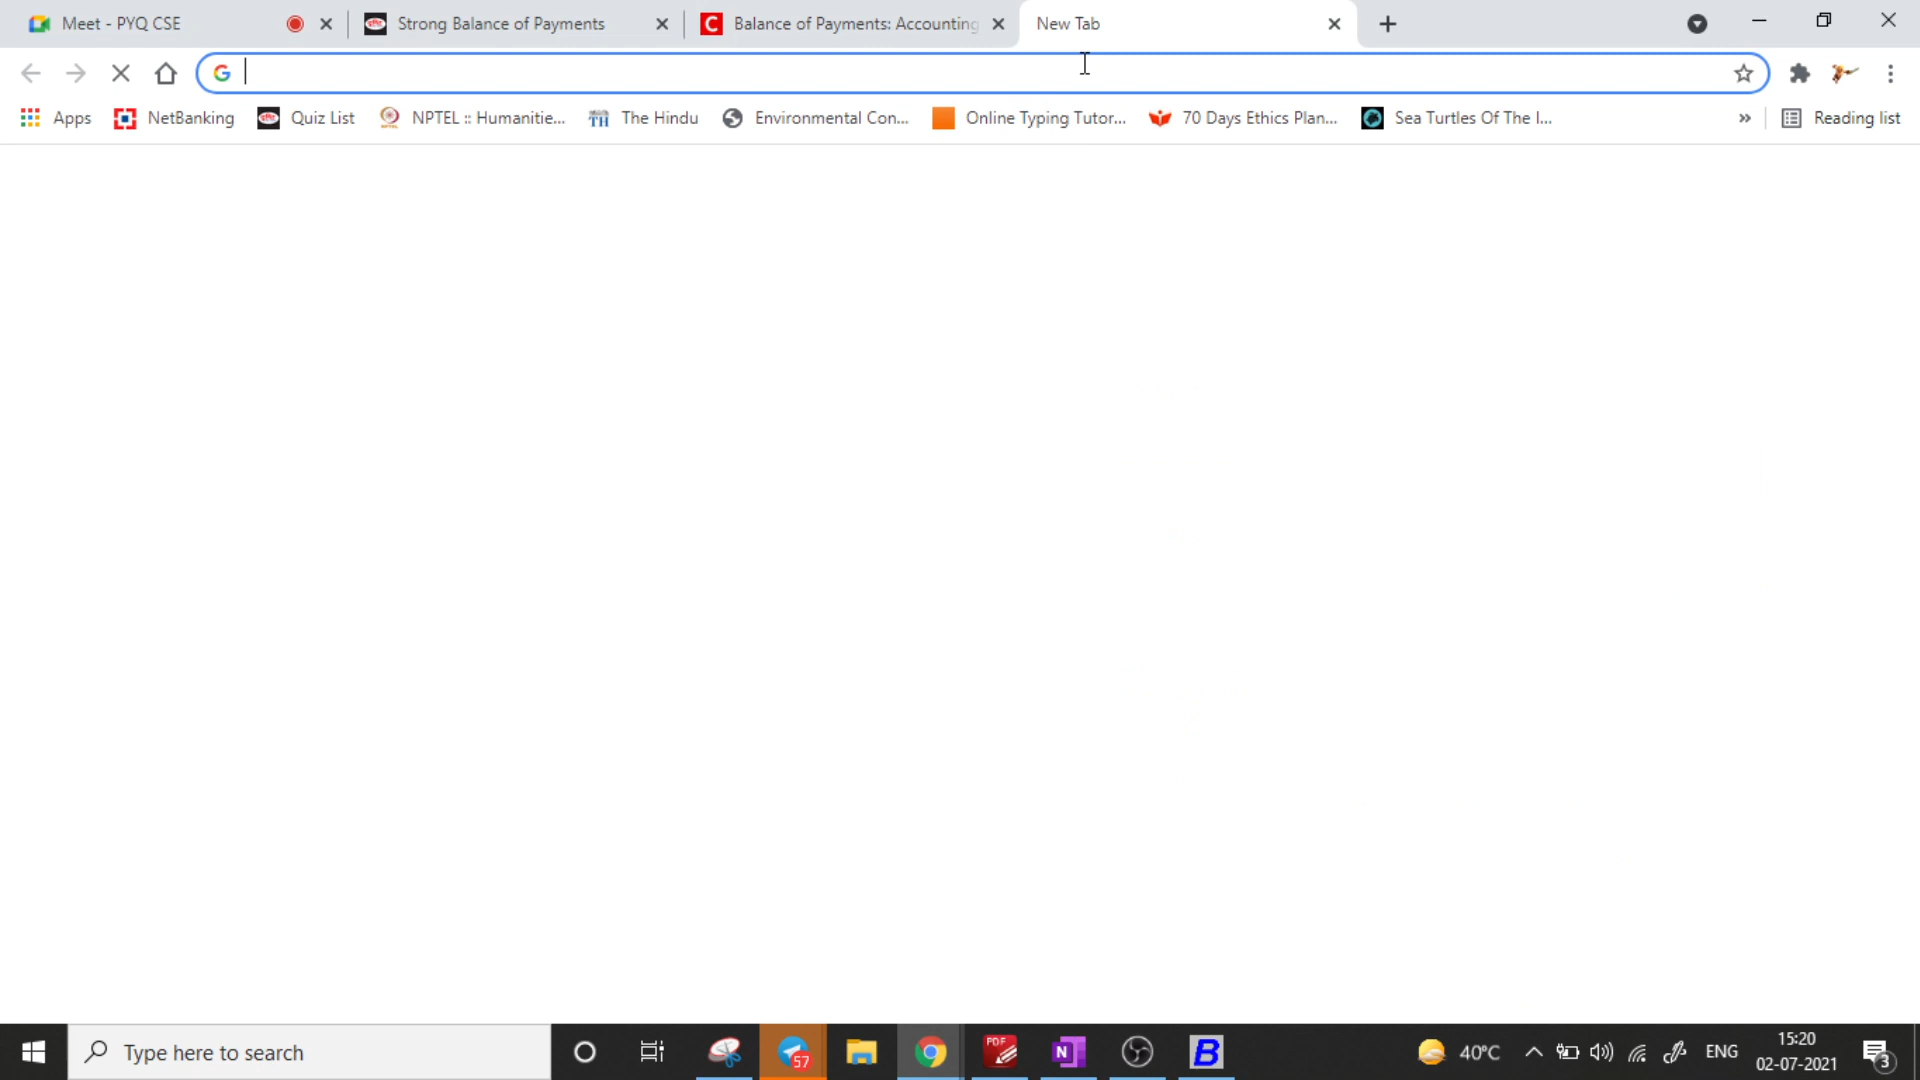 Meet - PYQ CSE
Strong Balance of Payments
Balance of Payments: Accounting
New Tab
Apps
NetBanking
Quiz List
NPTEL :: Humanitie...
The Hindu
Environmental Con...
Online Typing Tutor...
70 Days Ethics Plan...
Sea Turtles Of The I...
Reading list
Type here to search
57
PDF
N
B
40°C
ENG
15:20
02-07-2021
3